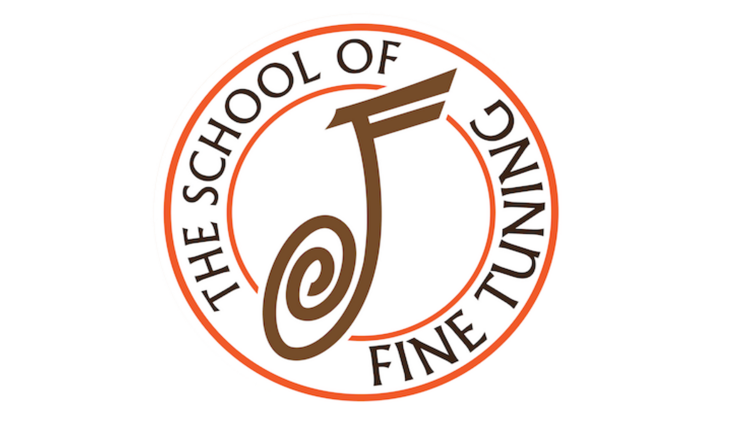 THE SCHOOL OF
FINE TUNING